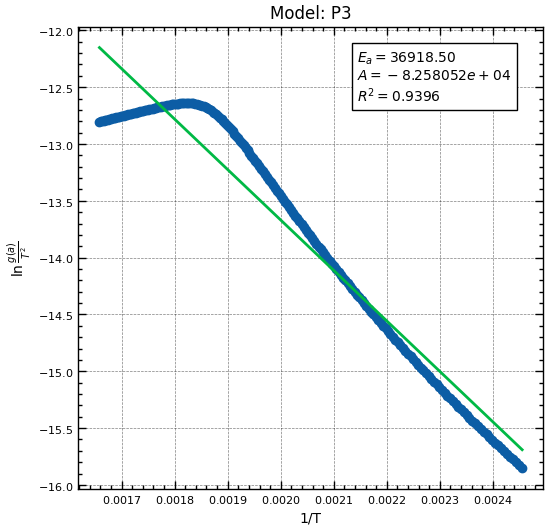 Model: P3
E_a = 36918.50
A = −8.258052e + 04
R² = 0.9396
−12.0
−12.5
−13.0
−13.5
−14.0
−14.5
−15.0
−15.5
−16.0
ln g(a)/T²
0.0017 0.0018 0.0019 0.0020 0.0021 0.0022 0.0023 0.0024
1/T